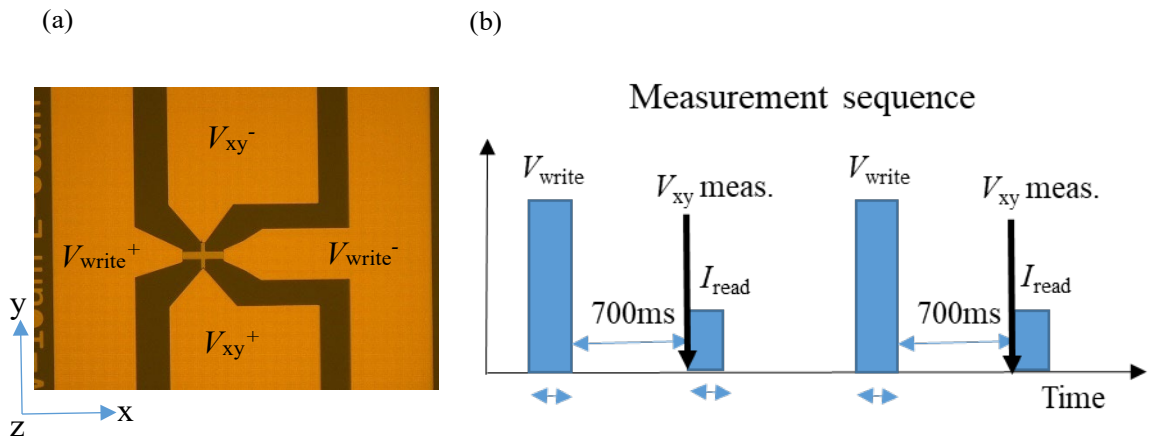 (a)
(b)
Vxy-
Vwrite+
Vwrite-
Vxy+
y
z
x
Measurement sequence
Vwrite
Vxy meas.
Iread
700ms
Vwrite
Vxy meas.
Iread
700ms
Time